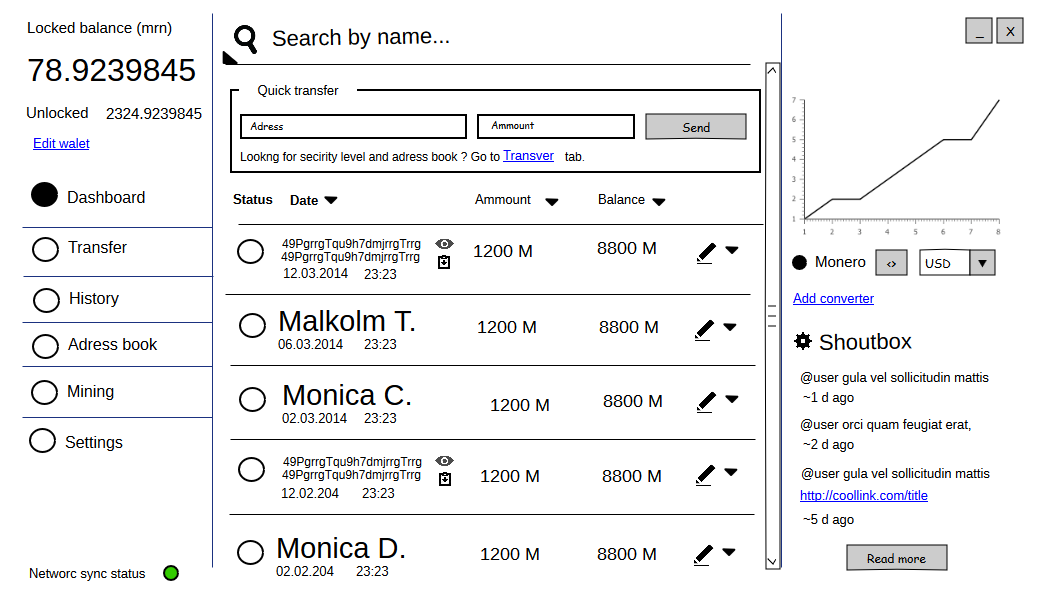 Locked balance (mrn)
78.9239845
Unlocked 2324.9239845
Edit walet
Dashboard
Transfer
History
Adress book
Mining
Settings
Networc sync status
Search by name...
Quick transfer
Adress
Ammount
Send
Lookng for secirity level and adress book ? Go to Transver tab.
Status Date Ammount Balance
49PgrrgTqu9h7dmjrrgTrrg
49PgrrgTqu9h7dmjrrgTrrg
12.03.2014 23:23
1200 M 8800 M
Malkolm T.
06.03.2014 23:23
1200 M 8800 M
Monica C.
02.03.2014 23:23
1200 M 8800 M
49PgrrgTqu9h7dmjrrgTrrg
49PgrrgTqu9h7dmjrrgTrrg
12.02.204 23:23
1200 M 8800 M
Monica D.
02.02.204 23:23
1200 M 8800 M
_ X
7
6
5
4
3
2
1
1 2 3 4 5 6 7 8
Monero <> USD
Add converter
Shoutbox
@user gula vel sollicitudin mattis
~1 d ago
@user orci quam feugiat erat,
~2 d ago
@user gula vel sollicitudin mattis
http://coollink.com/title
~5 d ago
Read more